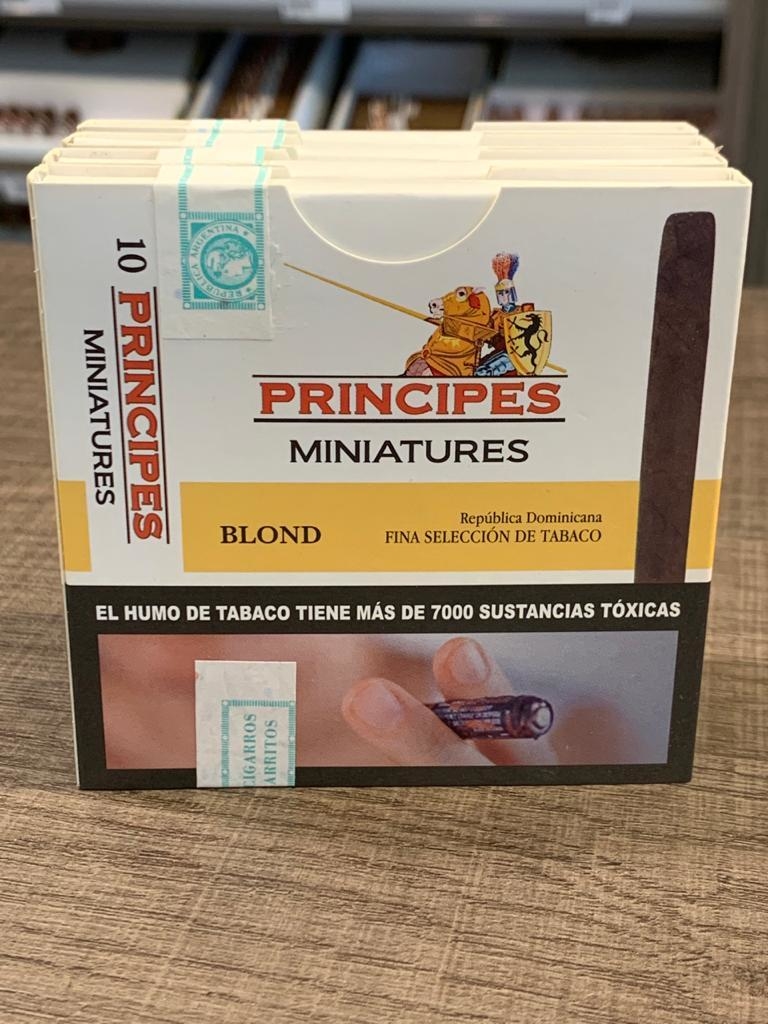 REPUBLICA ARGENTINA
10 PRINCIPES
MINIATURES
PRINCIPES
MINIATURES
BLOND
República Dominicana
FINA SELECCIÓN DE TABACO
EL HUMO DE TABACO TIENE MÁS DE 7000 SUSTANCIAS TÓXICAS
CIGARROS